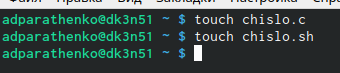 adparathenko@dk3n51 ~ $ touch chislo.c
adparathenko@dk3n51 ~ $ touch chislo.sh
adparathenko@dk3n51 ~ $